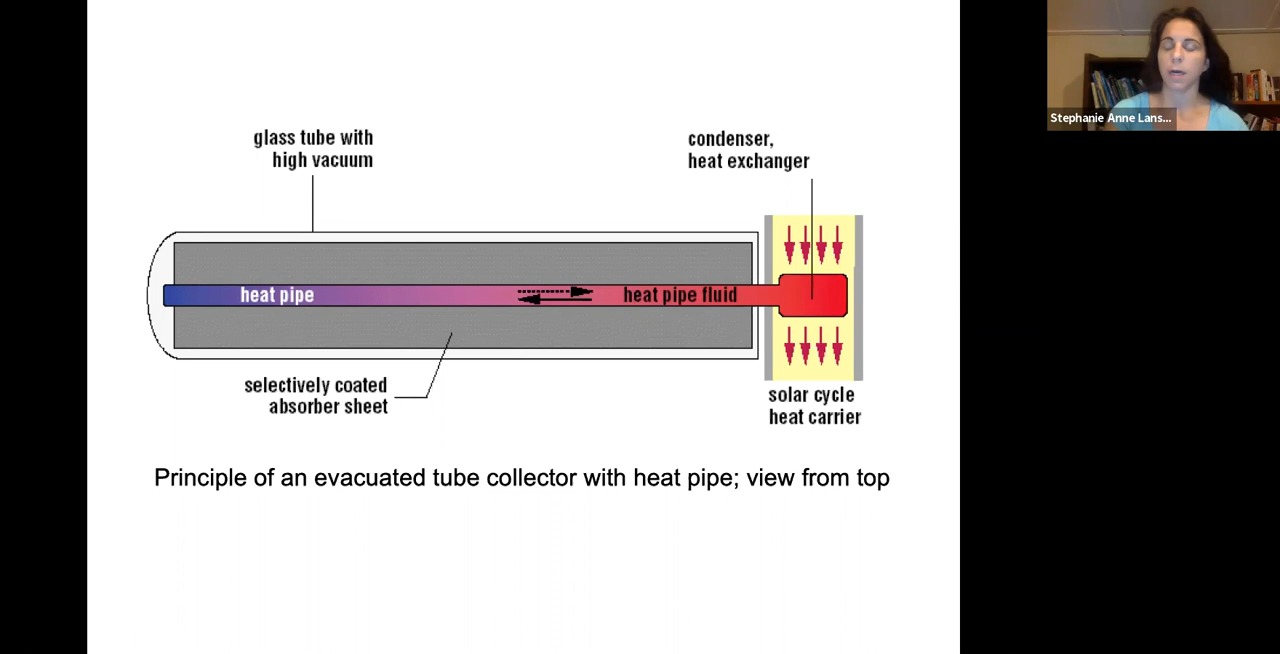 Stephanie Anne Lans...
glass tube with
high vacuum
condenser,
heat exchanger
heat pipe
heat pipe fluid
selectively coated
absorber sheet
solar cycle
heat carrier
Principle of an evacuated tube collector with heat pipe; view from top